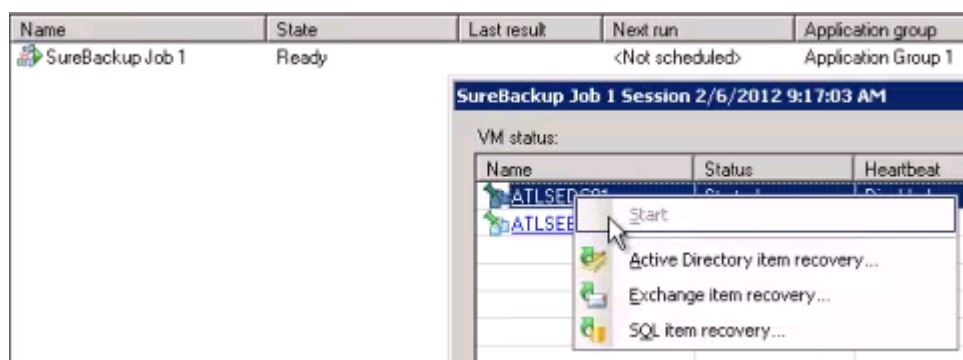 Name State Last result Next run Application group
SureBackup Job 1 Ready <Not scheduled> Application Group 1
SureBackup Job 1 Session 2/6/2012 9:17:03 AM
VM status:
Name Status Heartbeat
Start
Active Directory item recovery...
Exchange item recovery...
SQL item recovery...